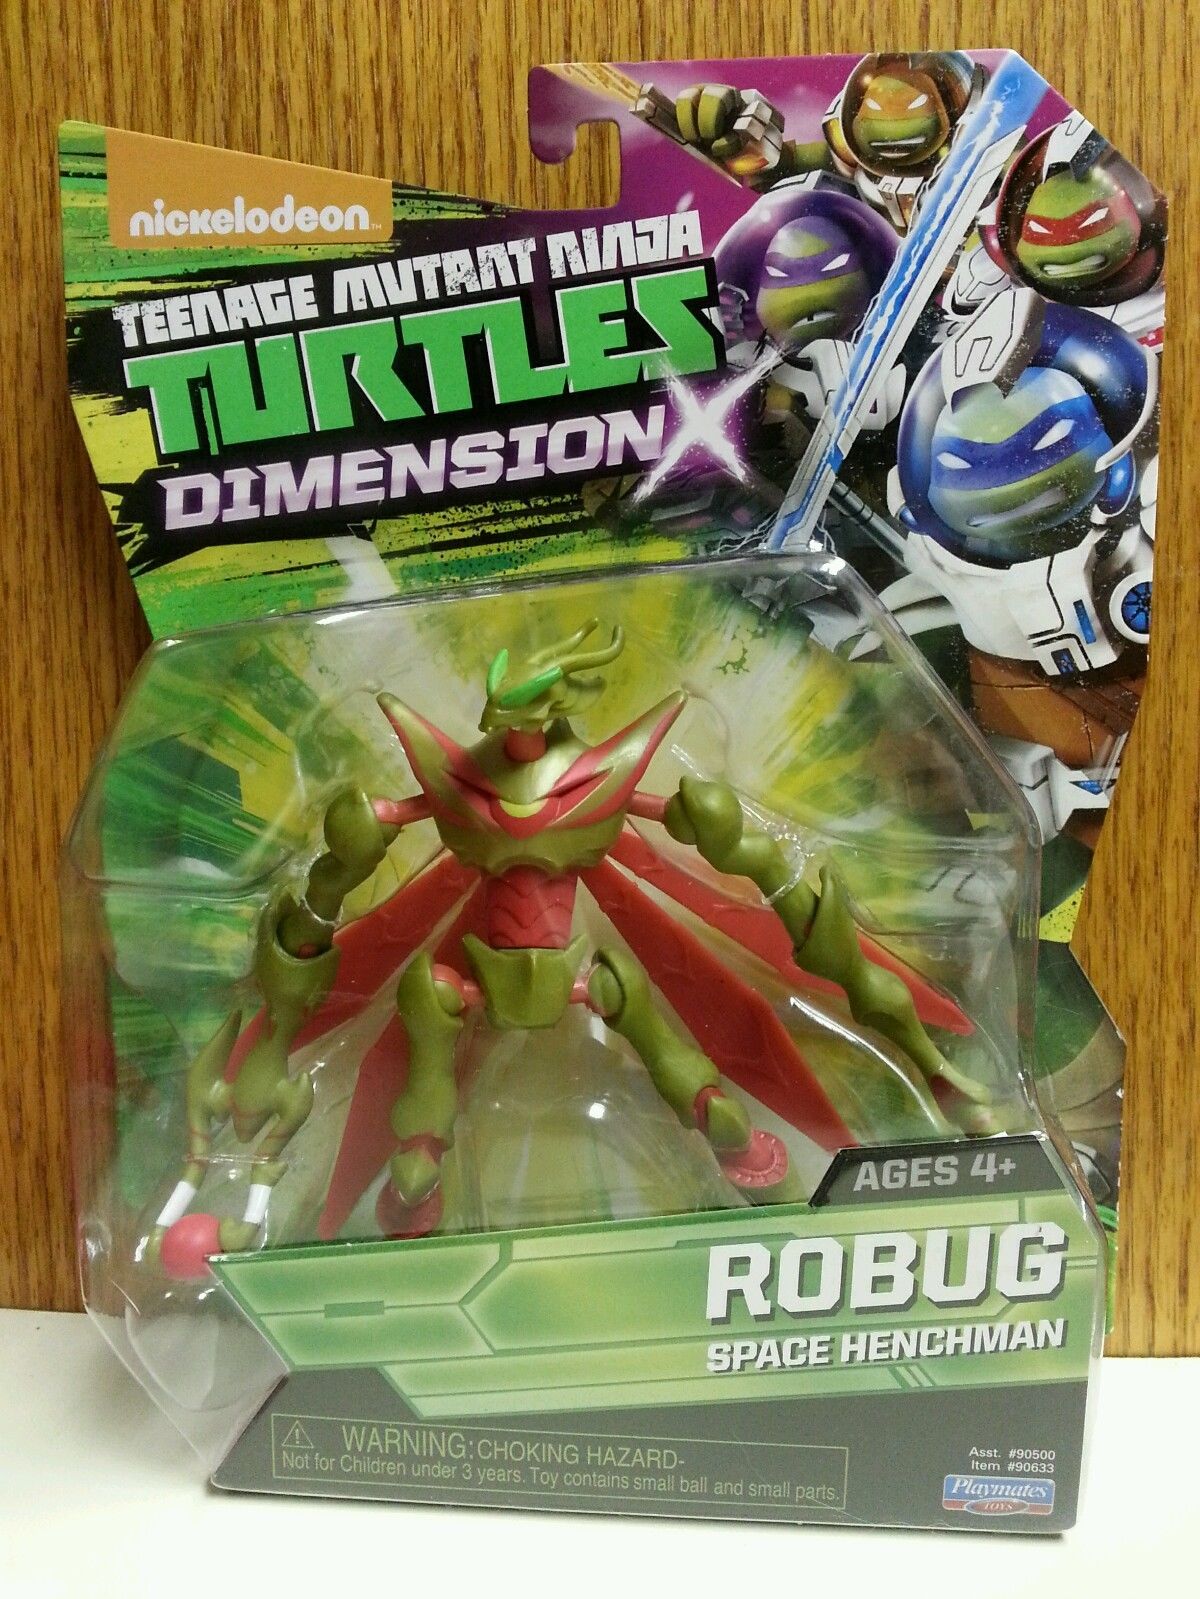 nickelodeon™
TEENAGE MUTANT NINJA
TURTLES
DIMENSION X
AGES 4+
ROBUG
SPACE HENCHMAN
WARNING: CHOKING HAZARD-
Not for Children under 3 years. Toy contains small ball and small parts.
Asst. #90500
Item #90633
Playmates
TOYS